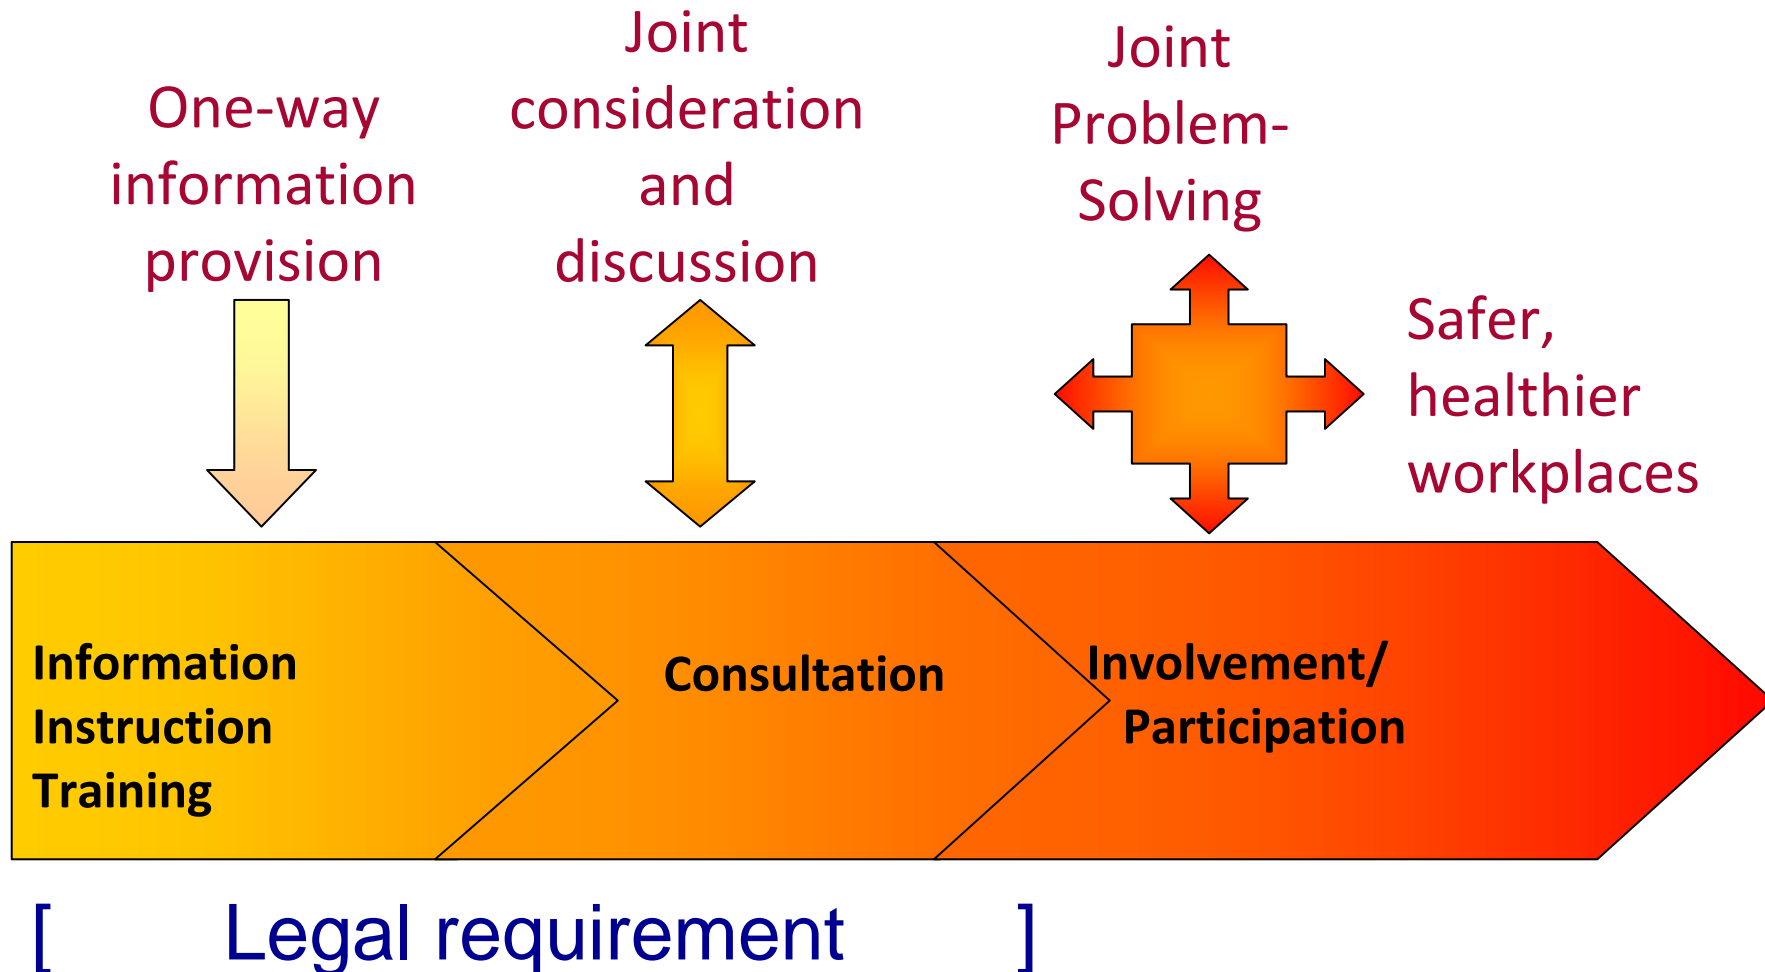 One-way
information
provision
Joint
consideration
and
discussion
Joint
Problem-
Solving
Safer,
healthier
workplaces
Information
Instruction
Training
Consultation
Involvement/
Participation
[ Legal requirement ]